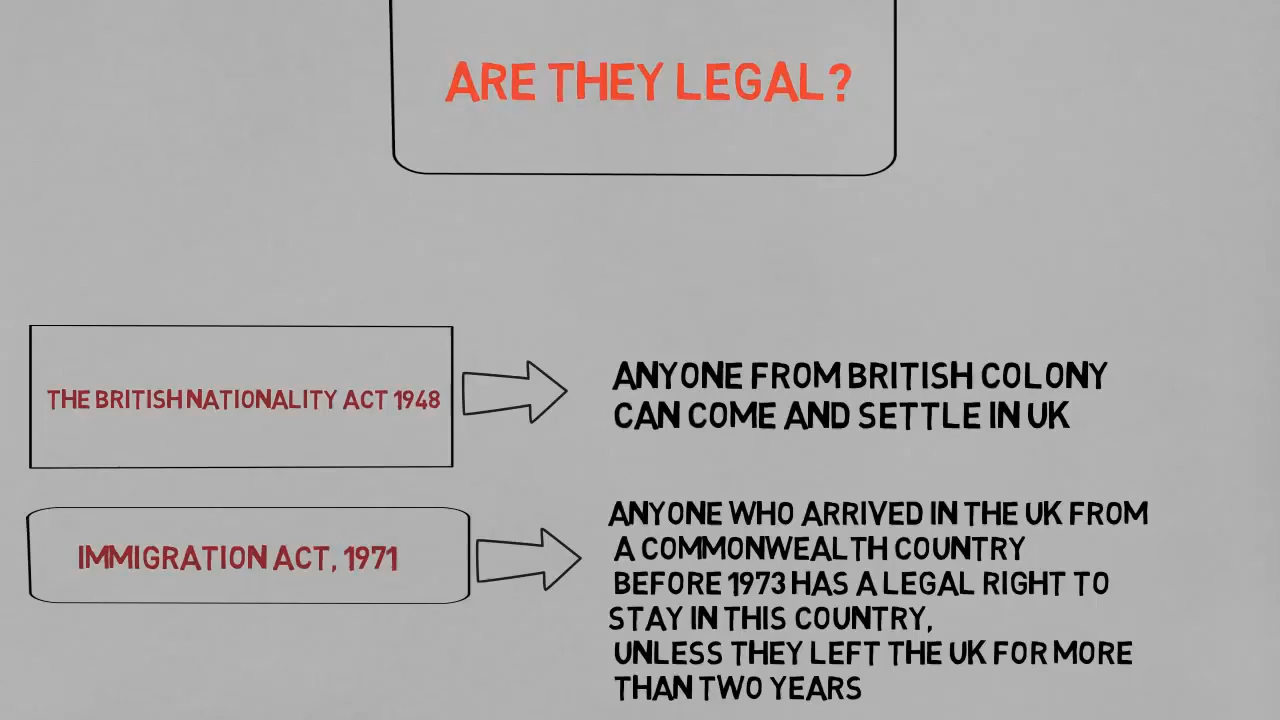 ARE THEY LEGAL?
THE BRITISH NATIONALITY ACT 1948
ANYONE FROM BRITISH COLONY
CAN COME AND SETTLE IN UK
IMMIGRATION ACT, 1971
ANYONE WHO ARRIVED IN THE UK FROM
A COMMONWEALTH COUNTRY
BEFORE 1973 HAS A LEGAL RIGHT TO
STAY IN THIS COUNTRY,
UNLESS THEY LEFT THE UK FOR MORE
THAN TWO YEARS